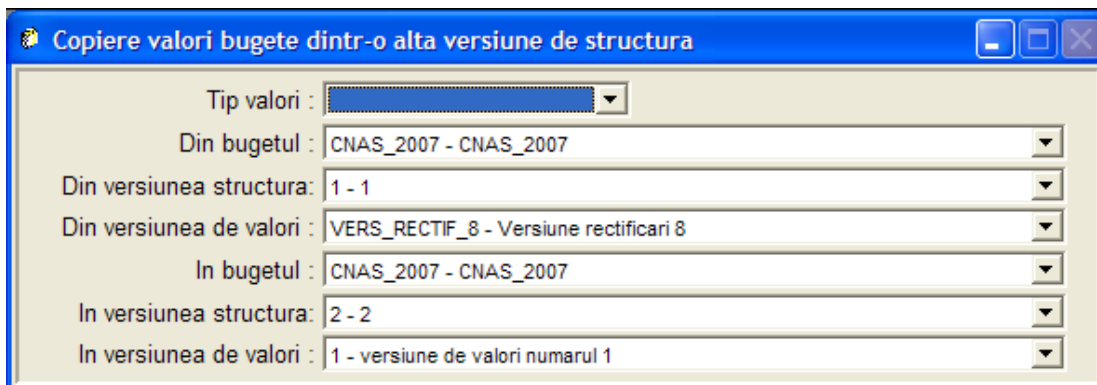 Copiere valori bugete dintr-o alta versiune de structura
Tip valori :
Din bugetul : CNAS_2007 - CNAS_2007
Din versiunea structura: 1 - 1
Din versiunea de valori : VERS_RECTIF_8 - Versiune rectificari 8
In bugetul : CNAS_2007 - CNAS_2007
In versiunea structura: 2 - 2
In versiunea de valori : 1 - versiune de valori numarul 1